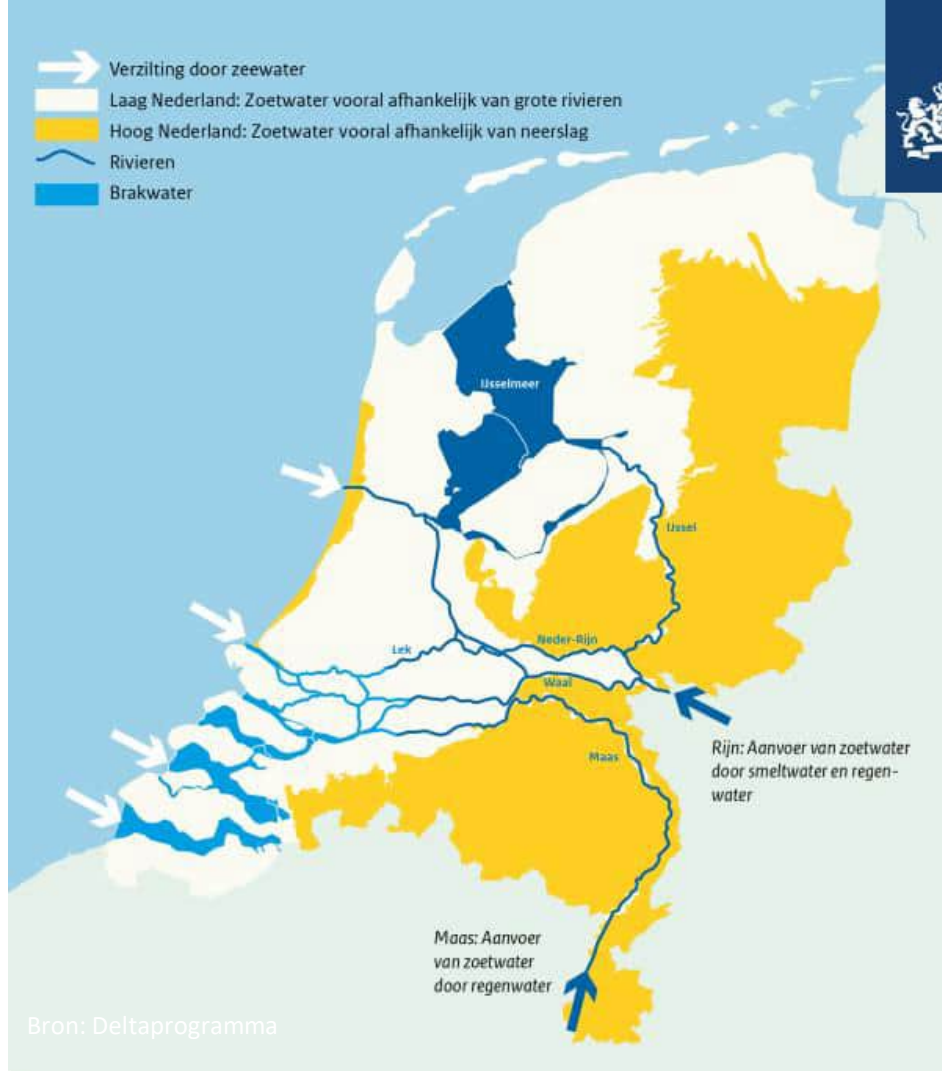 Verzilting door zeewater
Laag Nederland: Zoetwater vooral afhankelijk van grote rivieren
Hoog Nederland: Zoetwater vooral afhankelijk van neerslag
Rivieren
Brakwater
IJsselmeer
IJssel
Neder-Rijn
Lek
Waal
Maas
Rijn: Aanvoer van zoetwater
door smeltwater en regen-
water
Maas: Aanvoer
van zoetwater
door regenwater
Bron: Deltaprogramma